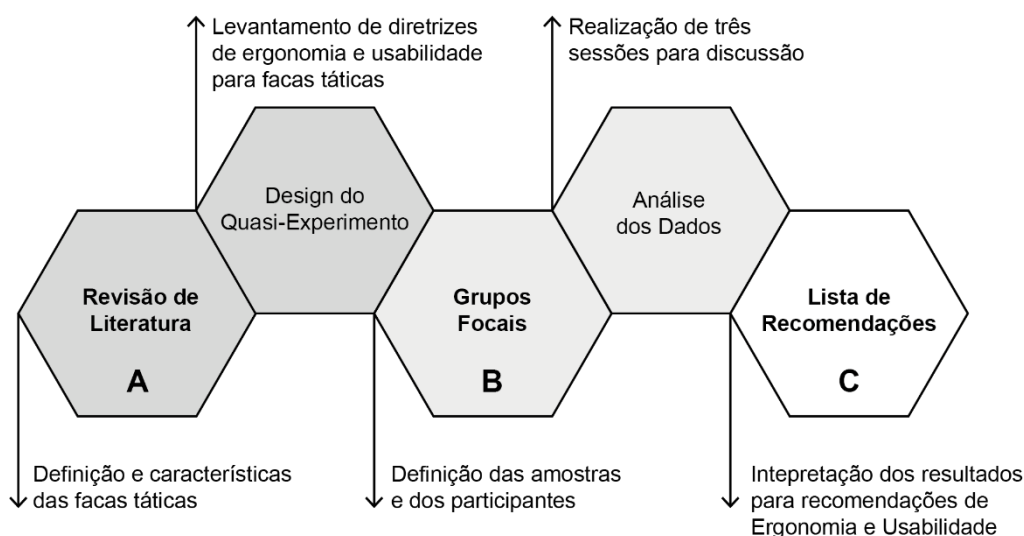 Levantamento de diretrizes
de ergonomia e usabilidade
para facas táticas
Realização de três
sessões para discussão
Design do
Quasi-Experimento
Análise
dos Dados
Revisão de
Literatura
A
Grupos
Focais
B
Lista de
Recomendações
C
Definição e características
das facas táticas
Definição das amostras
e dos participantes
Intepretação dos resultados
para recomendações de
Ergonomia e Usabilidade